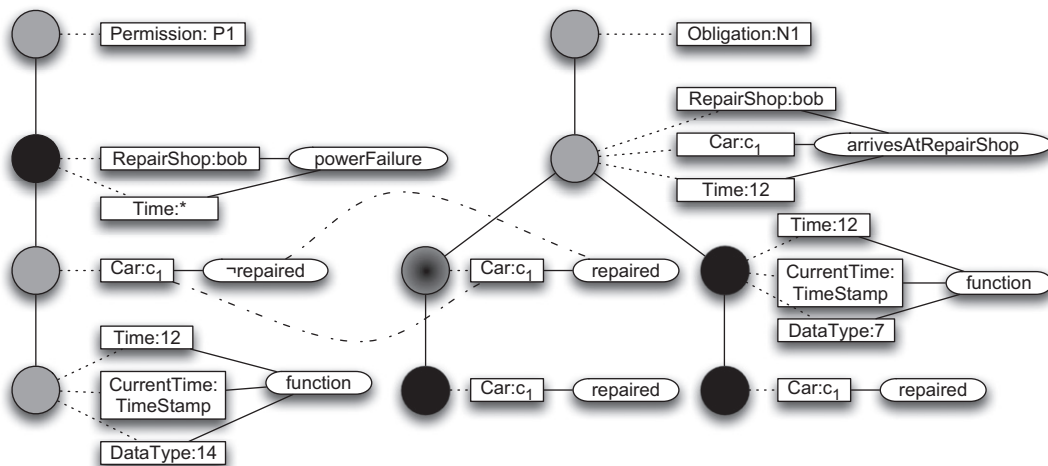 Permission: P1
Obligation:N1
RepairShop:bob
powerFailure
Time:*
RepairShop:bob
Car:c1
arrivesAtRepairShop
Time:12
Car:c1
¬repaired
Car:c1
repaired
Time:12
CurrentTime:
TimeStamp
function
DataType:7
Time:12
CurrentTime:
TimeStamp
function
DataType:14
Car:c1
repaired
Car:c1
repaired